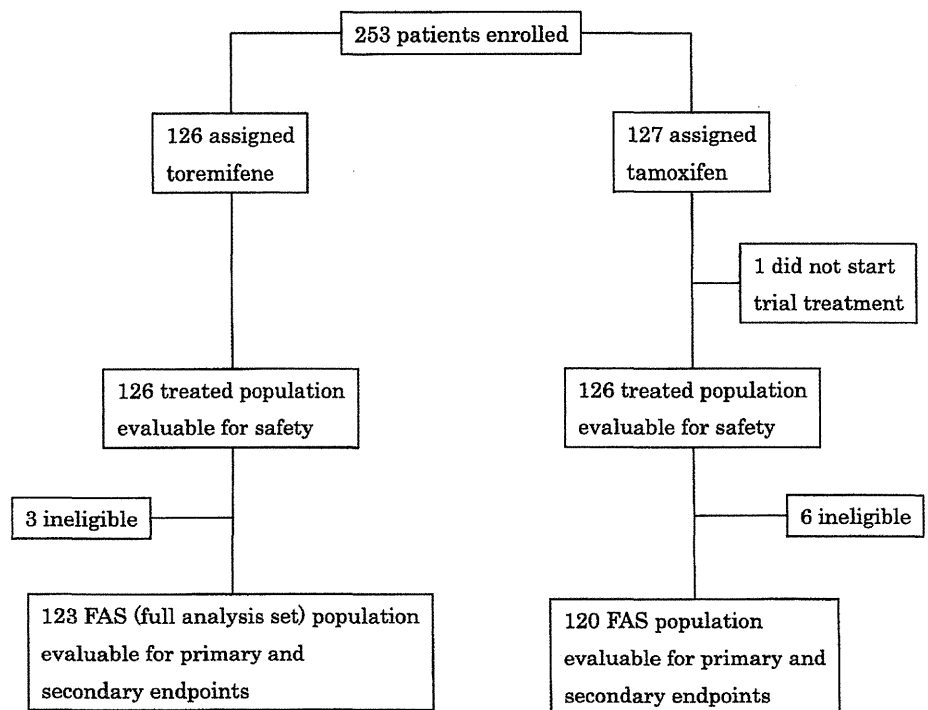 253 patients enrolled
126 assigned
toremifene
127 assigned
tamoxifen
1 did not start
trial treatment
126 treated population
evaluable for safety
126 treated population
evaluable for safety
3 ineligible
6 ineligible
123 FAS (full analysis set) population
evaluable for primary and
secondary endpoints
120 FAS population
evaluable for primary and
secondary endpoints